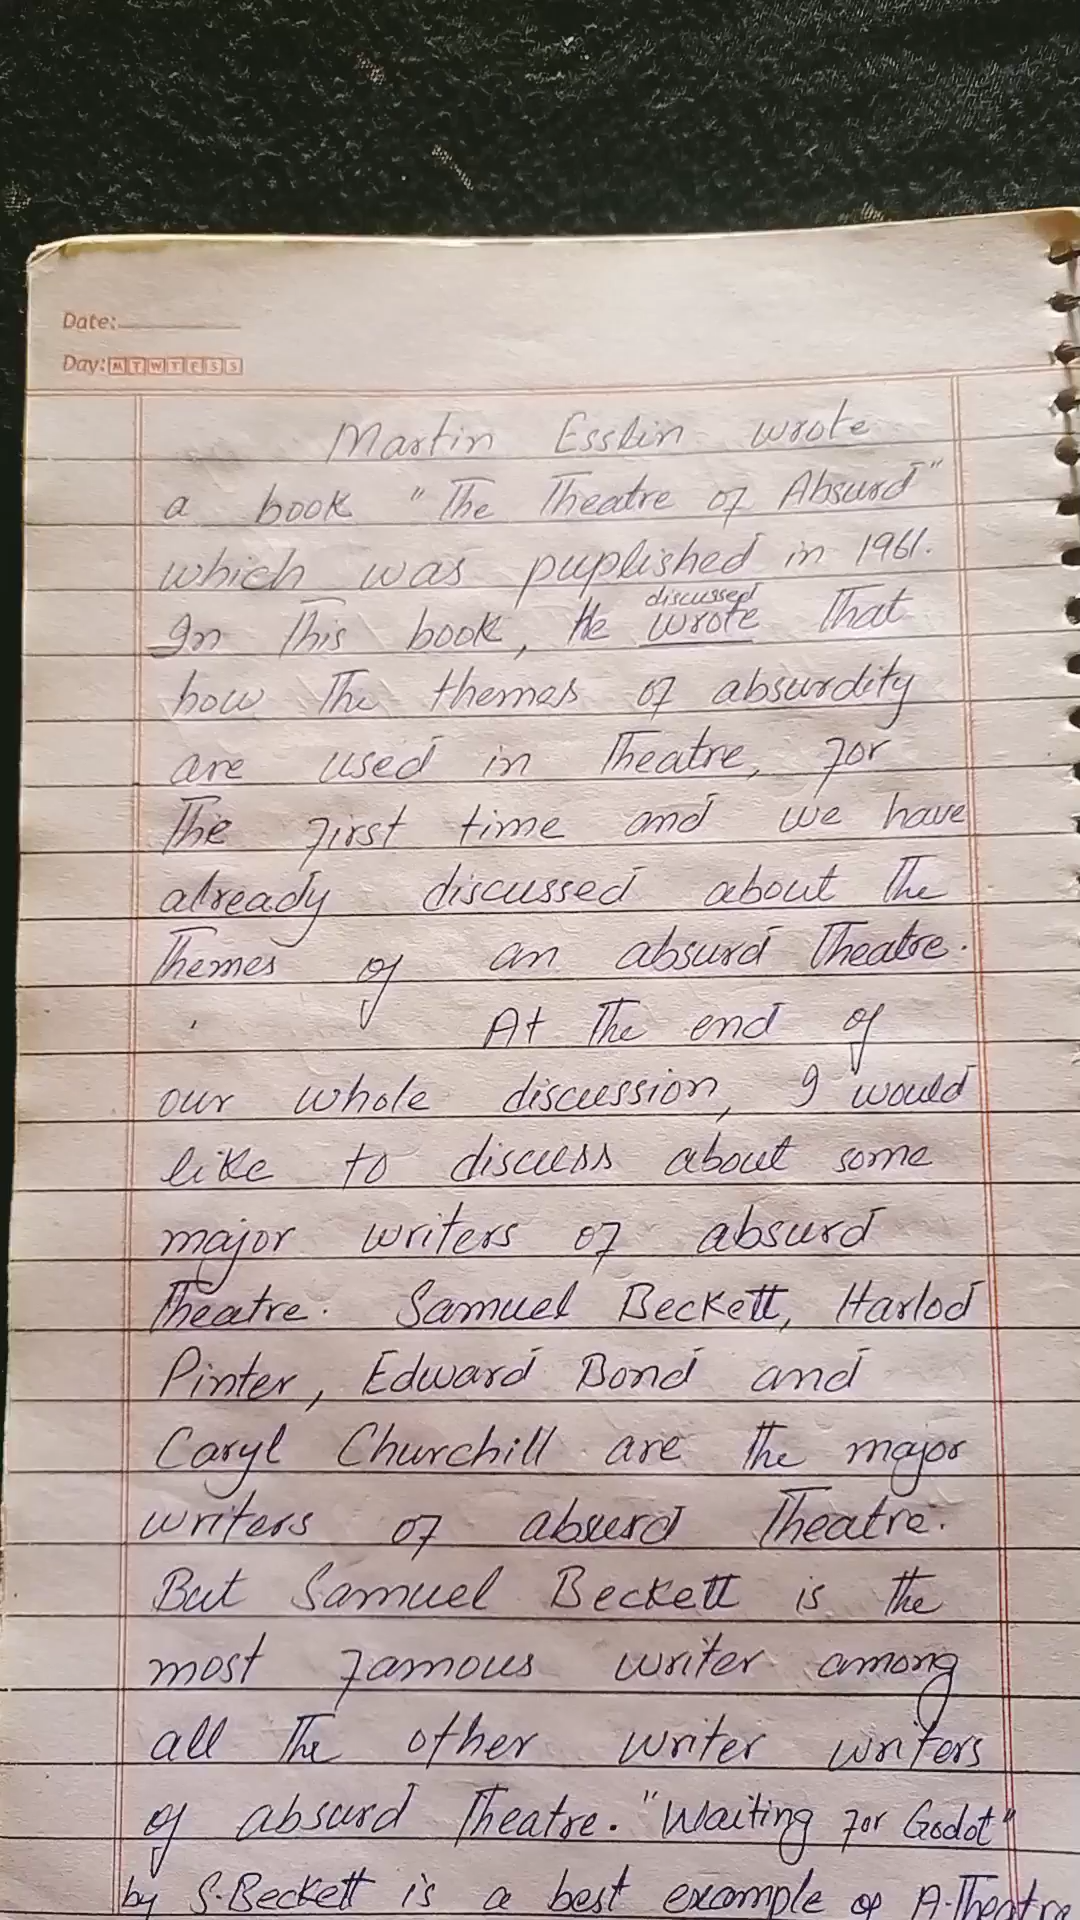 Date:
Day: M T W T F S S
Martin Esslin wrote
a book "The Theatre of Absurd"
which was puplished in 1961.
discussed
In This book, He wrote That
how The themes of absurdity
are used in Theatre, for
The first time and we have
already discussed about The
Themes of an absurd Theatre.
At The end of
our whole discussion, I would
like to discuss about some
major writers of absurd
Theatre. Samuel Beckett, Harlod
Pinter, Edward Bond and
Caryl Churchill are The major
writers of absurd Theatre.
But Samuel Beckett is The
most famous writer among
all The other writer writers
of absurd Theatre. "Waiting for Godot"
by S.Beckett is a best example of A.Theatre